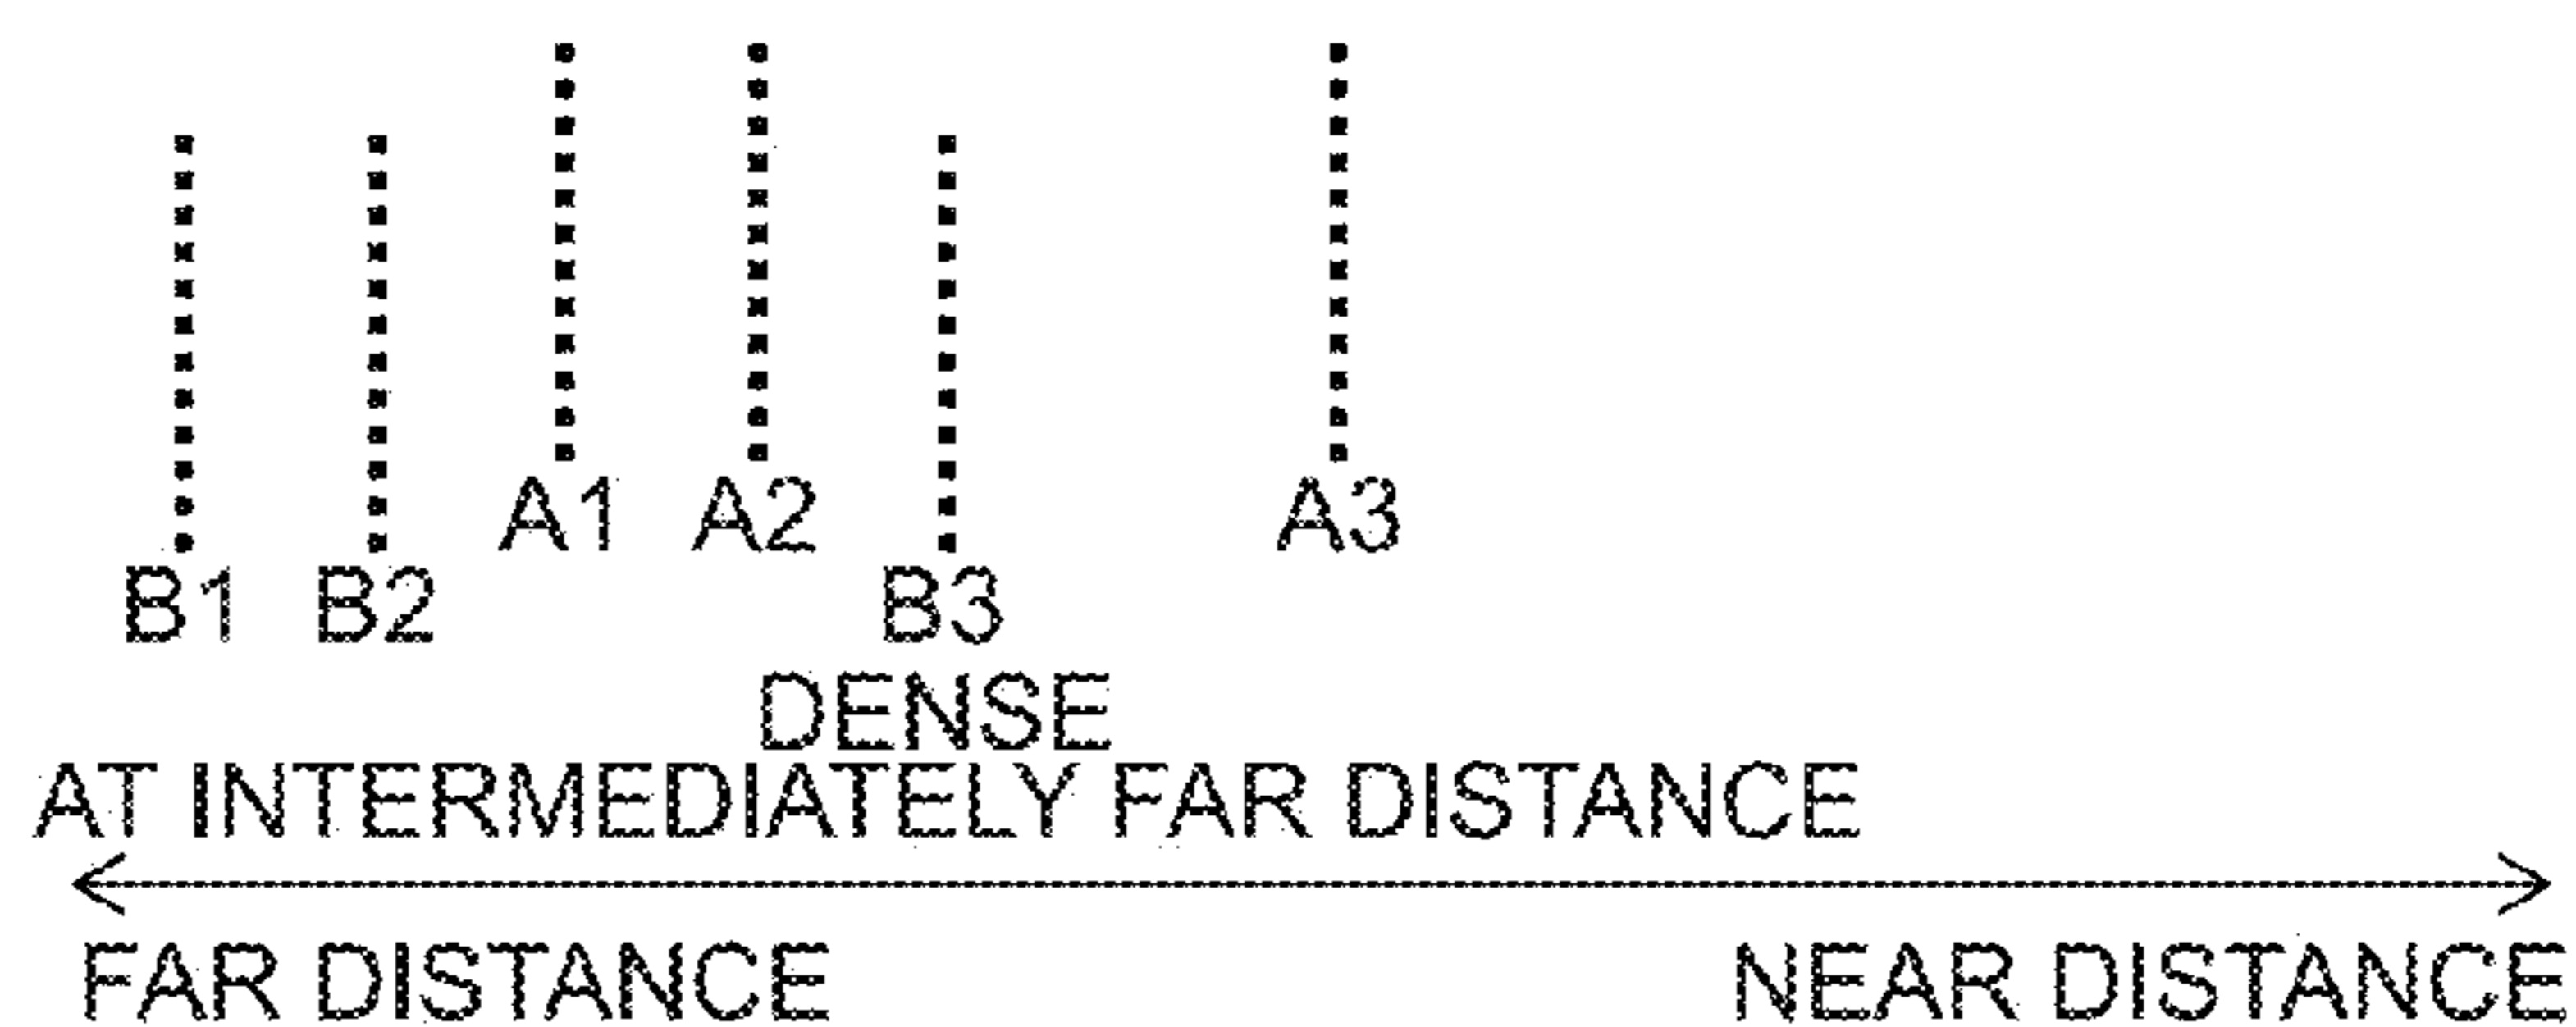 A1 A2 A3
B1 B2 B3
DENSE
AT INTERMEDIATELY FAR DISTANCE
FAR DISTANCE NEAR DISTANCE